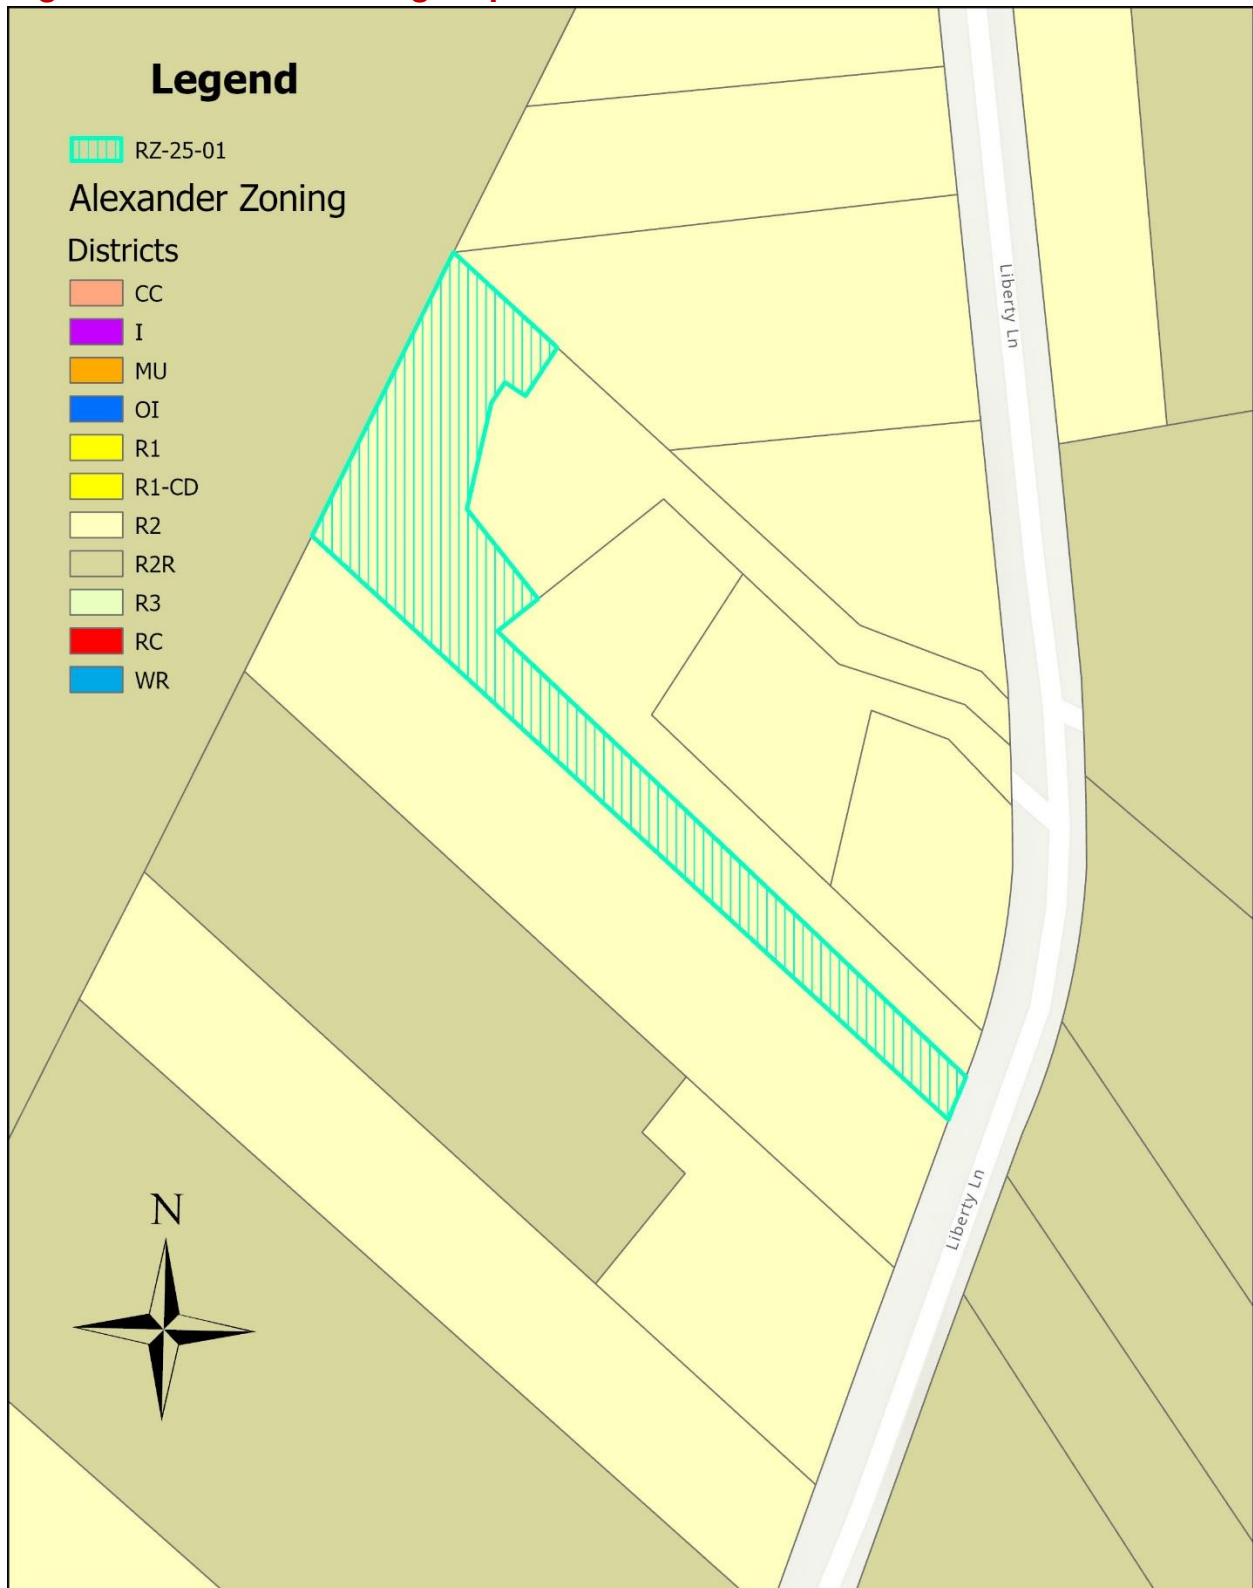 Legend
RZ-25-01
Alexander Zoning
Districts
CC
I
MU
OI
R1
R1-CD
R2
R2R
R3
RC
WR
Liberty Ln
Liberty Ln
N